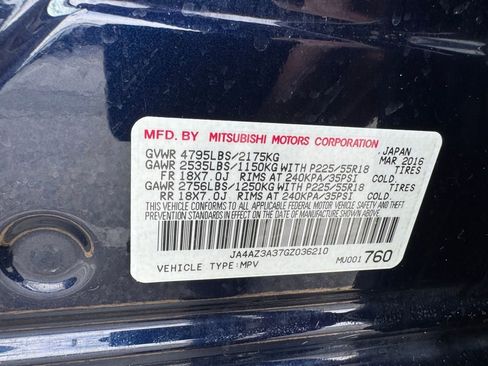 MFD. BY MITSUBISHI MOTORS CORPORATION
JAPAN
GVWR 4795LBS/2175KG MAR 2016
GAWR 2535LBS/1150KG WITH P225/55R18 TIRES
FR 18X7.0J RIMS AT 240KPA/35PSI COLD.
GAWR 2756LBS/1250KG WITH P225/55R18 TIRES
RR 18X7.0J RIMS AT 240KPA/35PSI COLD.
THIS VEHICLE CONFORMS TO ALL APPLICABLE FEDERAL MOTOR VEHICLE SAFETY AND THEFT
PREVENTION STANDARDS IN EFFECT ON THE DATE OF MANUFACTURE SHOWN ABOVE.
JA4AZ3A37GZ036210
VEHICLE TYPE:MPV MU001760